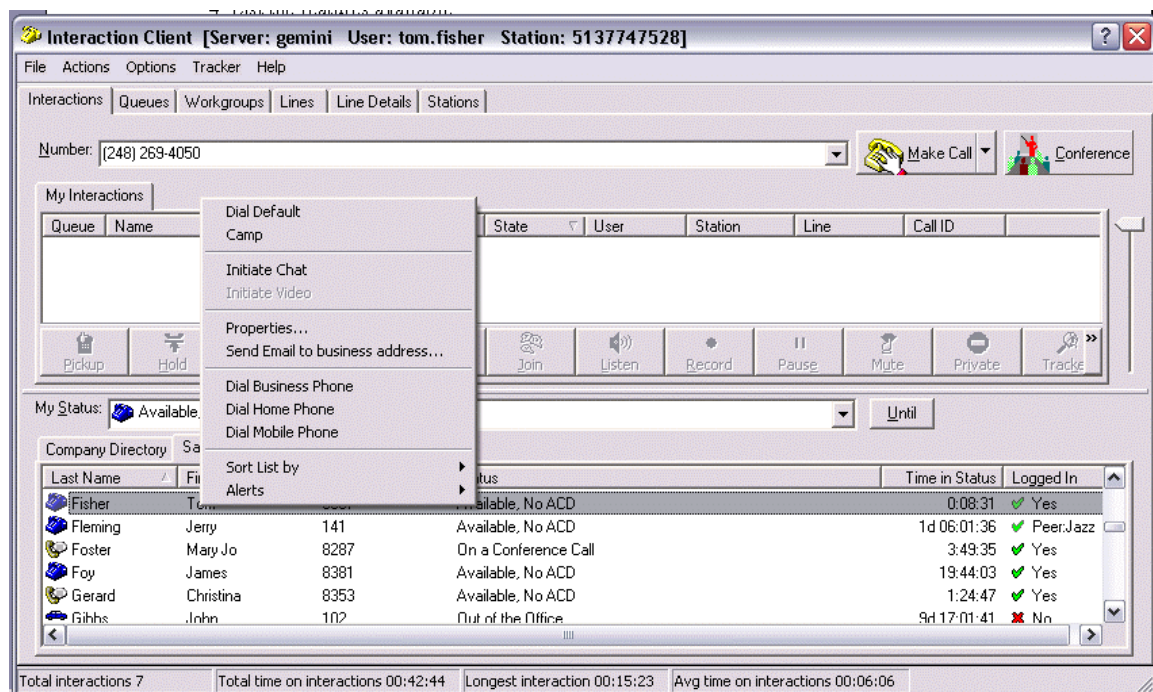 Interaction Client [Server: gemini User: tom.fisher Station: 5137747528]
File Actions Options Tracker Help
Interactions Queues Workgroups Lines Line Details Stations
Number: (248) 269-4050 Make Call Conference
My Interactions
Queue Name State User Station Line Call ID
Dial Default
Camp
Initiate Chat
Initiate Video
Properties...
Send Email to business address...
Dial Business Phone
Dial Home Phone
Dial Mobile Phone
Sort List by
Alerts
Pickup Hold Join Listen Record Pause Mute Private Tracke
My Status: Available, Until
Company Directory Sa
Last Name Fi tus Time in Status Logged In
Fisher ailable, No ACD 0:08:31 Yes
Fleming Jerry 141 Available, No ACD 1d 06:01:36 Peer:Jazz
Foster Mary Jo 8287 On a Conference Call 3:49:35 Yes
Foy James 8381 Available, No ACD 19:44:03 Yes
Gerard Christina 8353 Available, No ACD 1:24:47 Yes
Gibbs John 102 Out of the Office 9d 17:01:41 No
Total interactions 7 Total time on interactions 00:42:44 Longest interaction 00:15:23 Avg time on interactions 00:06:06